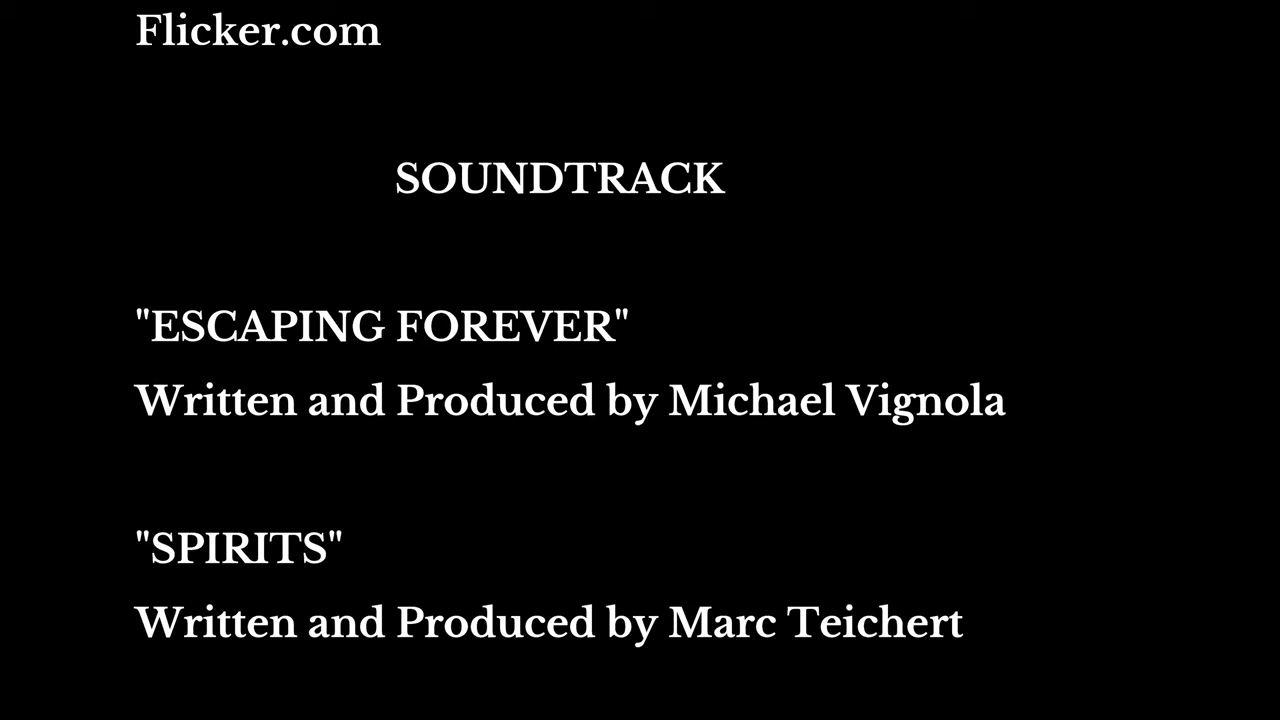 Flicker.com
SOUNDTRACK
"ESCAPING FOREVER"
Written and Produced by Michael Vignola
"SPIRITS"
Written and Produced by Marc Teichert